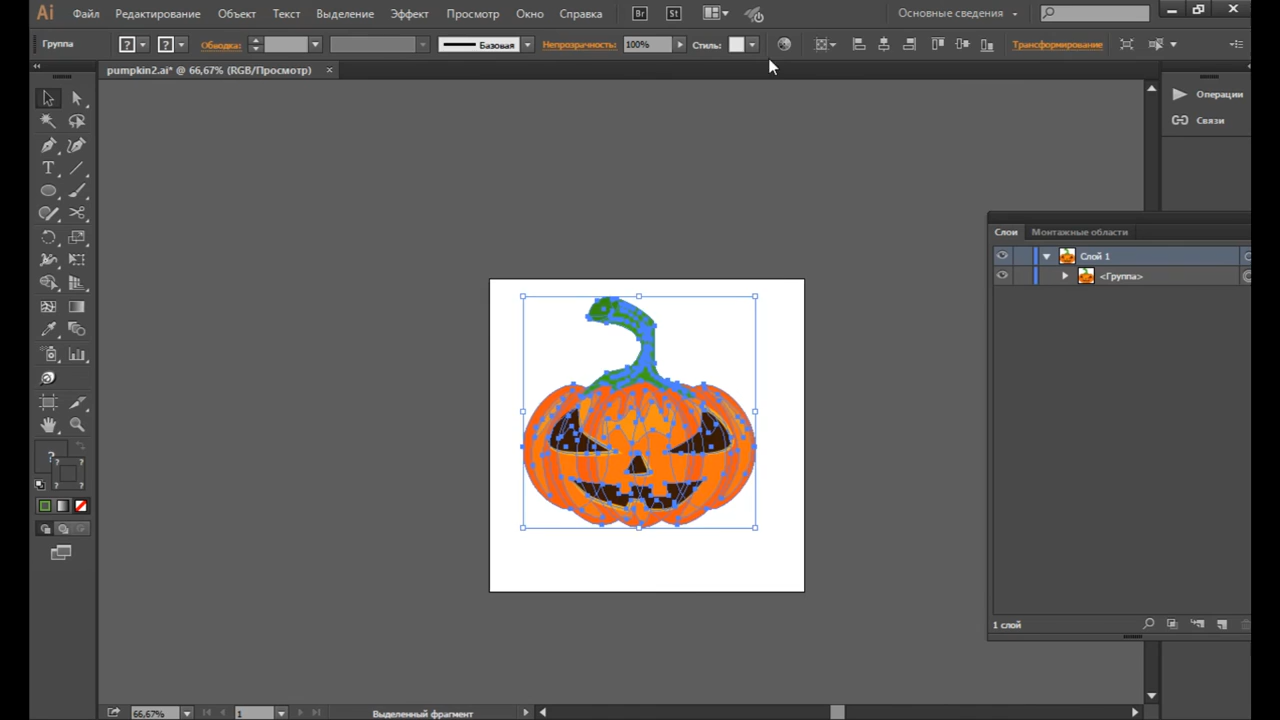 Ai Файл Редактирование Объект Текст Выделение Эффект Просмотр Окно Справка Br St Основные сведения
Группа ? ? Обводка: Базовая Непрозрачность: 100% Стиль: Трансформирование
pumpkin2.ai* @ 66,67% (RGB/Просмотр) ×
Операции
Связи
Слои Монтажные области
Слой 1
<Группа>
1 слой
66,67% 1 Выделенный фрагмент